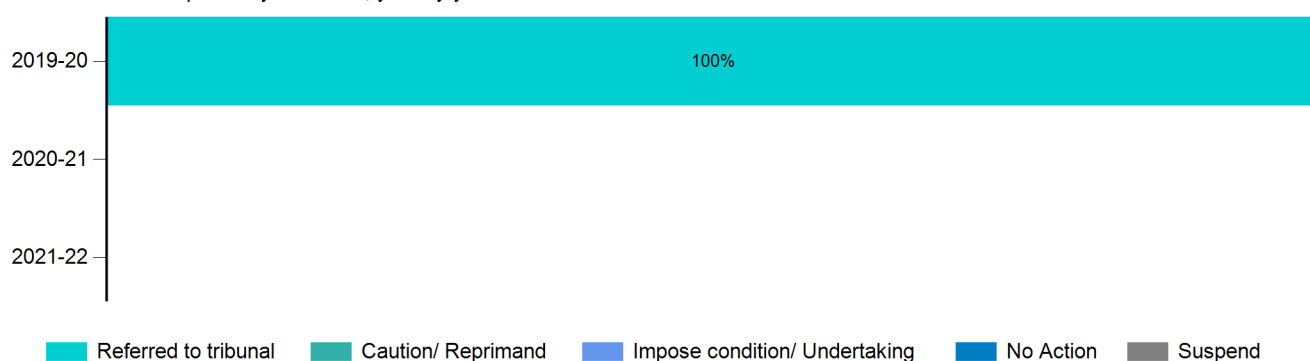 2019-20
100%
2020-21
2021-22
Referred to tribunal Caution/ Reprimand Impose condition/ Undertaking No Action Suspend